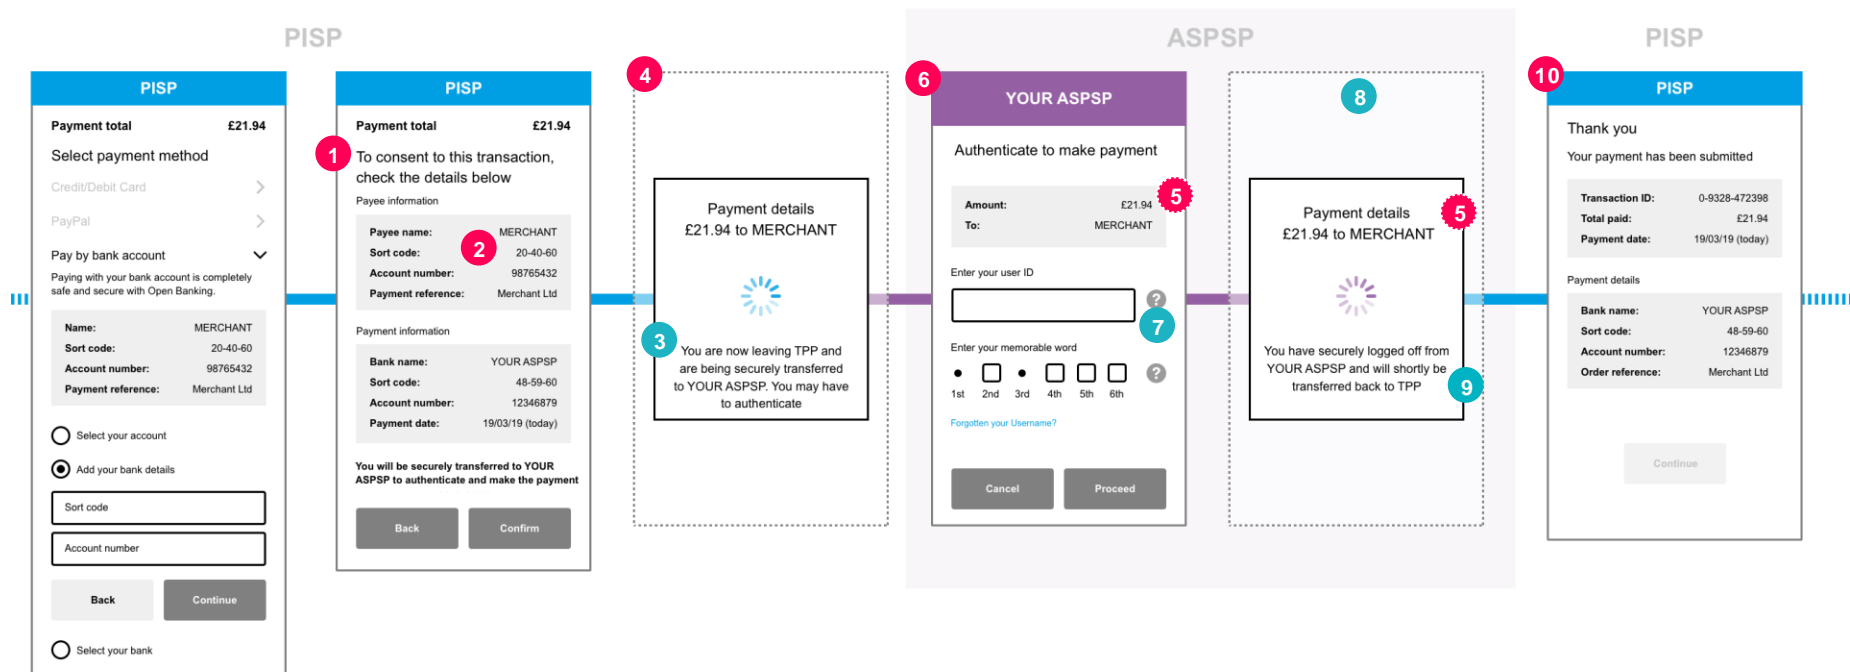 PISP
ASPSP
PISP
PISP
Payment total £21.94
Select payment method
Credit/Debit Card
PayPal
Pay by bank account
Paying with your bank account is completely
safe and secure with Open Banking.
Name: MERCHANT
Sort code: 20-40-60
Account number: 98765432
Payment reference: Merchant Ltd
Select your account
Add your bank details
Sort code
Account number
Back Continue
Select your bank
PISP
Payment total £21.94
1
To consent to this transaction,
check the details below
Payee information
Payee name: MERCHANT
2
Sort code: 20-40-60
Account number: 98765432
Payment reference: Merchant Ltd
Payment information
Bank name: YOUR ASPSP
Sort code: 48-59-60
Account number: 12346879
Payment date: 19/03/19 (today)
You will be securely transferred to YOUR
ASPSP to authenticate and make the payment
Back Confirm
4
Payment details
£21.94 to MERCHANT
3
You are now leaving TPP and
are being securely transferred
to YOUR ASPSP. You may have
to authenticate
6
YOUR ASPSP
Authenticate to make payment
5
Amount: £21.94
To: MERCHANT
Enter your user ID
?
7
Enter your memorable word
?
1st 2nd 3rd 4th 5th 6th
Forgotten your Username?
Cancel Proceed
8
Payment details
£21.94 to MERCHANT
5
You have securely logged off from
YOUR ASPSP and will shortly be
transferred back to TPP
9
10
PISP
Thank you
Your payment has been submitted
Transaction ID: 0-9328-472398
Total paid: £21.94
Payment date: 19/03/19 (today)
Payment details
Bank name: YOUR ASPSP
Sort code: 48-59-60
Account number: 12346879
Order reference: Merchant Ltd
Continue